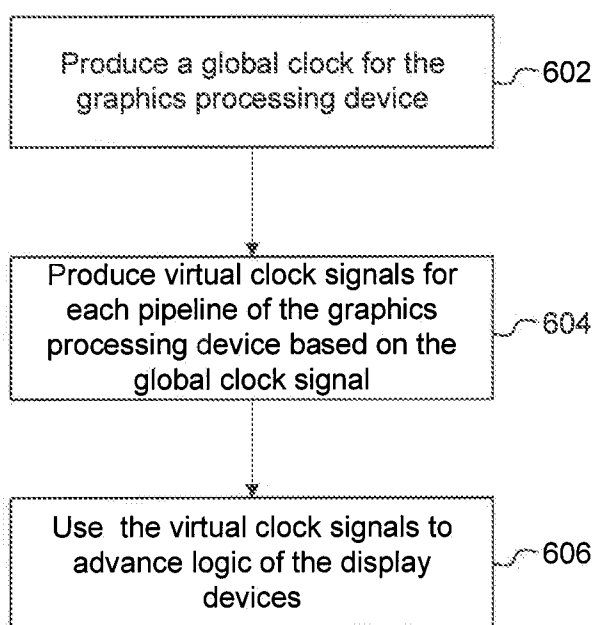 Produce a global clock for the
graphics processing device
602
Produce virtual clock signals for
each pipeline of the graphics
processing device based on the
global clock signal
604
Use the virtual clock signals to
advance logic of the display
devices
606